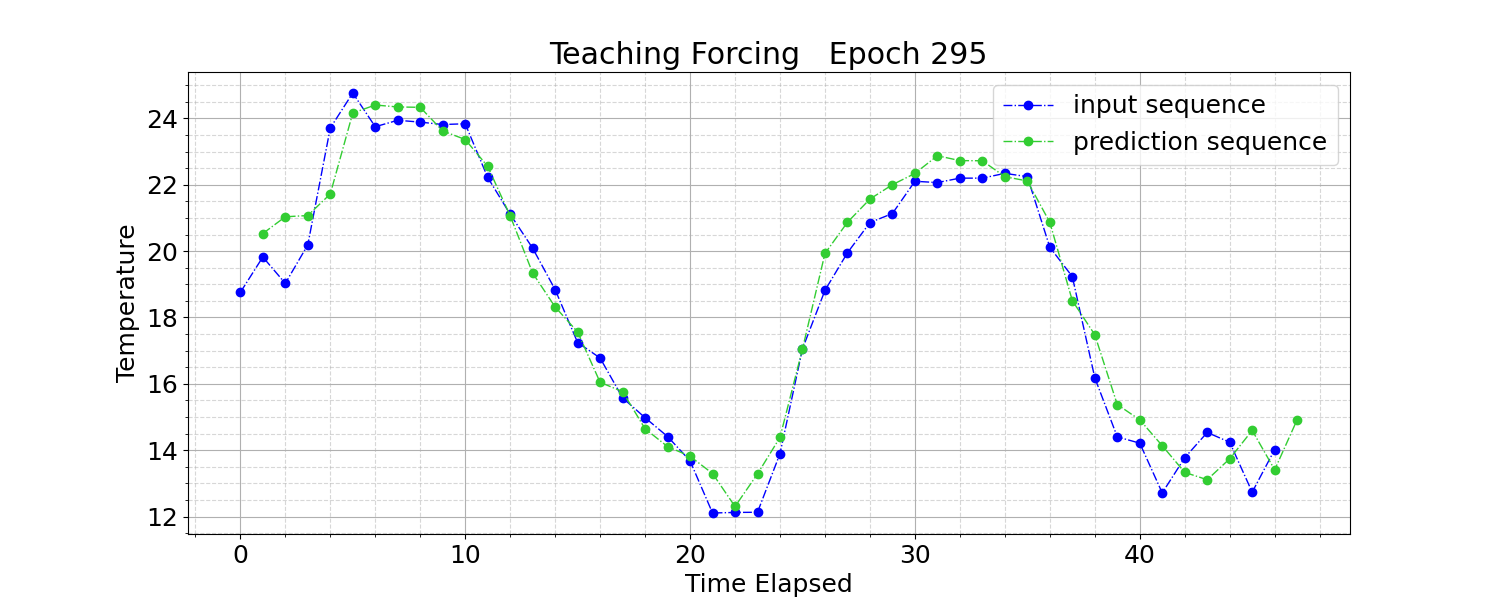 Teaching Forcing   Epoch 295
input sequence
prediction sequence
Temperature
24
22
20
18
16
14
12
0 10 20 30 40
Time Elapsed